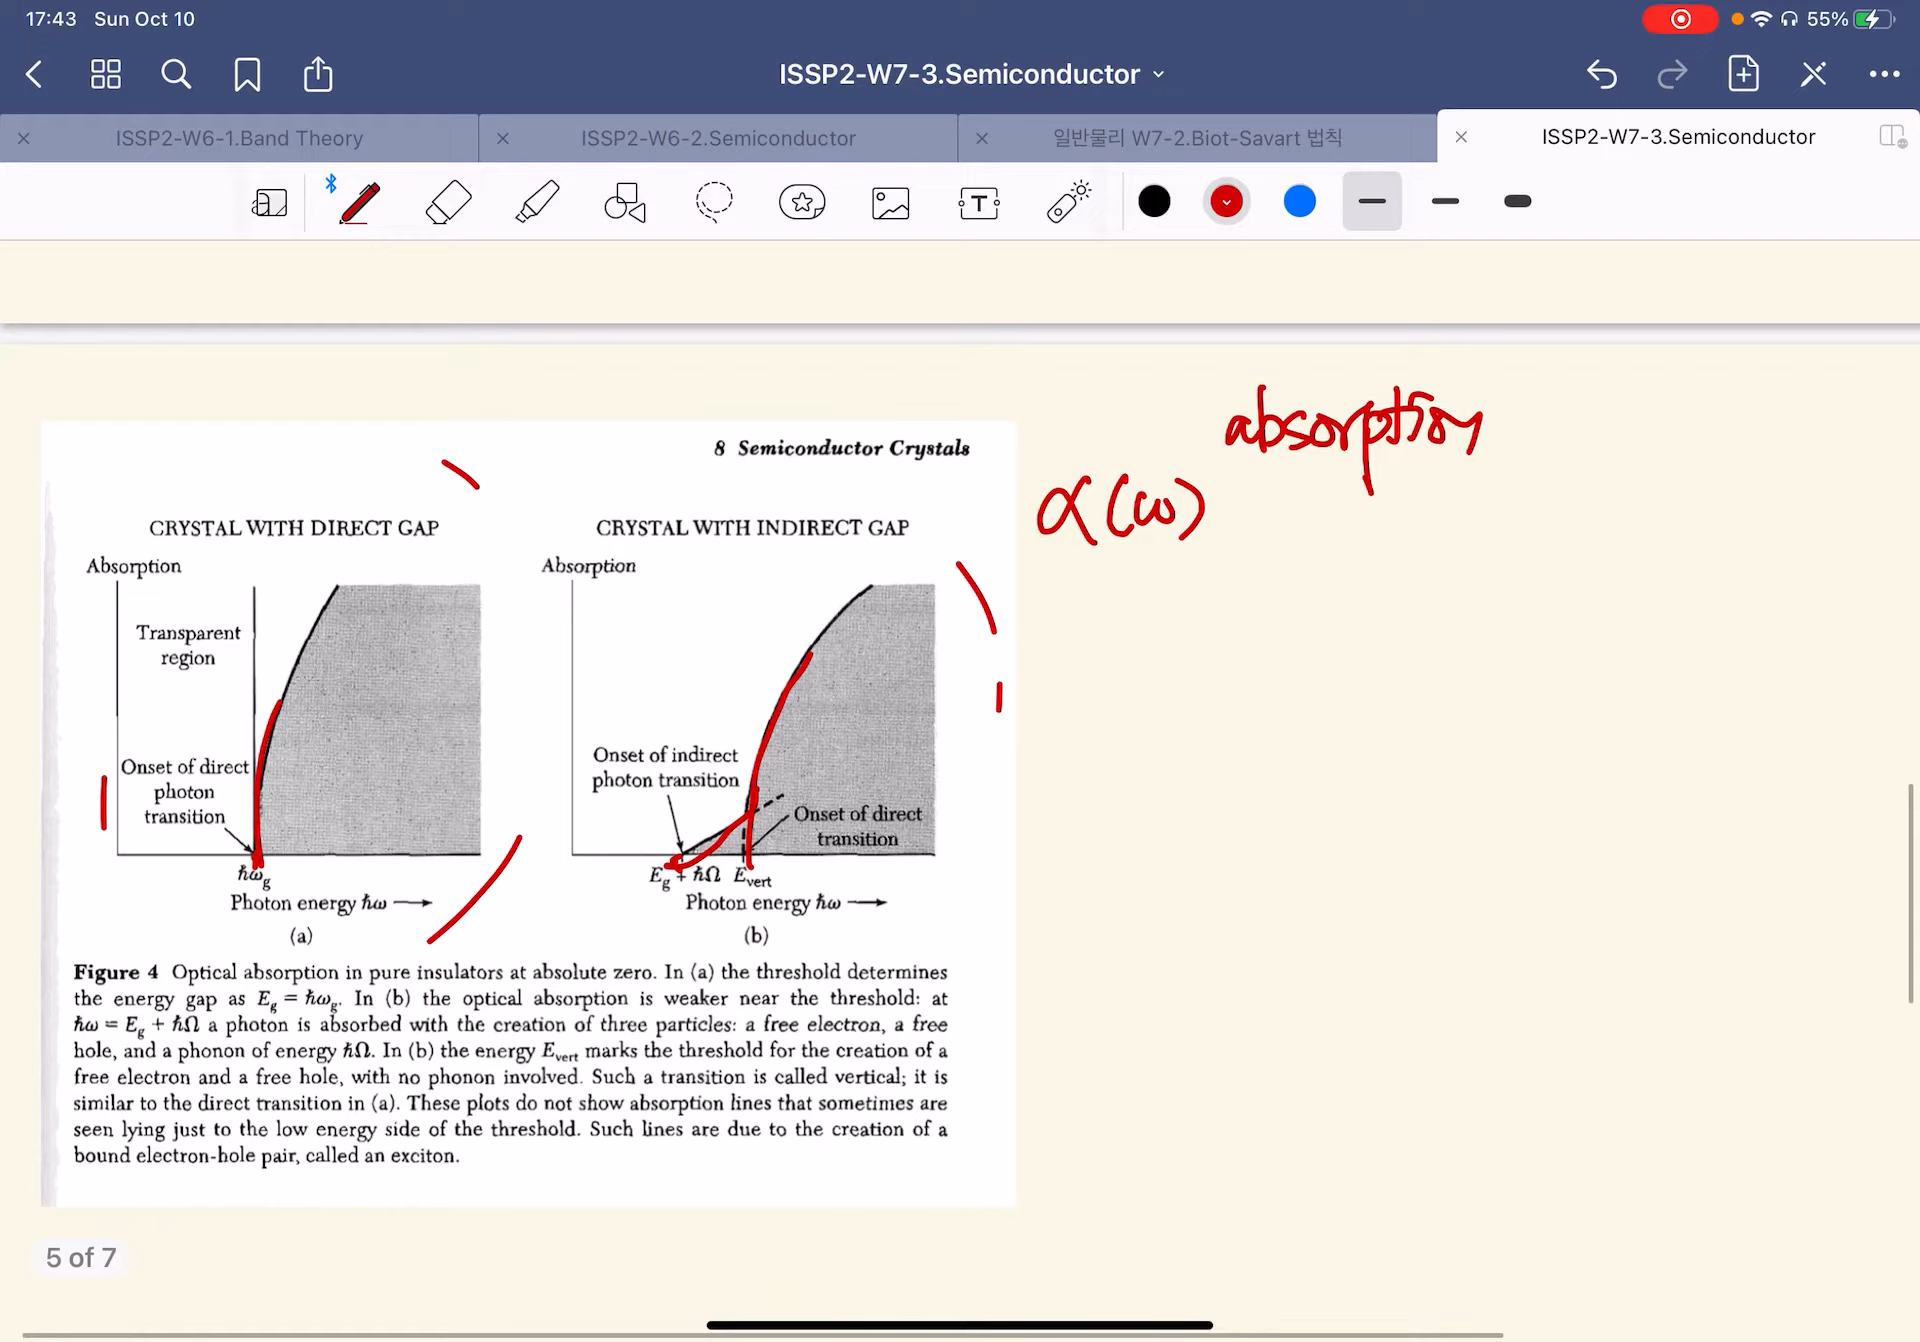 17:43 Sun Oct 10
55%
ISSP2-W7-3.Semiconductor
ISSP2-W6-1.Band Theory
ISSP2-W6-2.Semiconductor
일반물리 W7-2.Biot-Savart 법칙
ISSP2-W7-3.Semiconductor
T
absorption
α(ω)
8 Semiconductor Crystals
CRYSTAL WITH DIRECT GAP
Absorption
Transparent
region
Onset of direct
photon
transition
ħω_g
Photon energy ħω →
(a)
CRYSTAL WITH INDIRECT GAP
Absorption
Onset of indirect
photon transition
Onset of direct
transition
E_g + ħΩ E_vert
Photon energy ħω →
(b)
Figure 4 Optical absorption in pure insulators at absolute zero. In (a) the threshold determines
the energy gap as E_g = ħω_g. In (b) the optical absorption is weaker near the threshold: at
ħω = E_g + ħΩ a photon is absorbed with the creation of three particles: a free electron, a free
hole, and a phonon of energy ħΩ. In (b) the energy E_vert marks the threshold for the creation of a
free electron and a free hole, with no phonon involved. Such a transition is called vertical; it is
similar to the direct transition in (a). These plots do not show absorption lines that sometimes are
seen lying just to the low energy side of the threshold. Such lines are due to the creation of a
bound electron-hole pair, called an exciton.
5 of 7